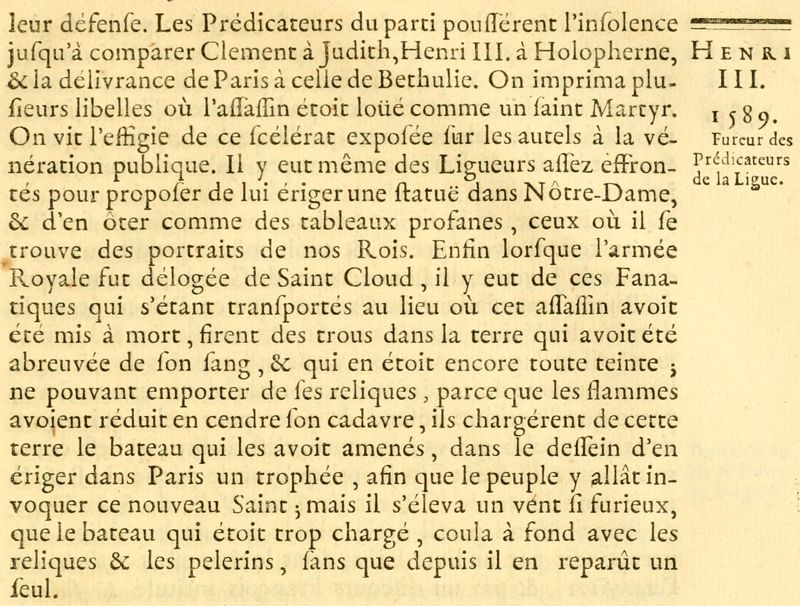 leur défenſe. Les Prédicateurs du parti pouſſérent l'inſolence
juſqu'à comparer Clement à Judith, Henri III. à Holopherne,
& la délivrance de Paris à celle de Bethulie. On imprima plu-
ſieurs libelles où l'aſſaſſin étoit loüé comme un ſaint Martyr.
On vit l'effigie de ce ſcélérat expoſée ſur les autels à la vé-
nération publique. Il y eut même des Ligueurs aſſez éffron-
tés pour propoſer de lui ériger une ſtatuë dans Nôtre-Dame,
& d'en ôter comme des tableaux profanes, ceux où il ſe
trouve des portraits de nos Rois. Enfin lorſque l'armée
Royale fut délogée de Saint Cloud, il y eut de ces Fana-
tiques qui s'étant tranſportés au lieu où cet aſſaſſin avoit
été mis à mort, firent des trous dans la terre qui avoit été
abreuvée de ſon ſang, & qui en étoit encore toute teinte;
ne pouvant emporter de ſes reliques, parce que les flammes
avoient réduit en cendre ſon cadavre, ils chargérent de cette
terre le bateau qui les avoit amenés, dans le deſſein d'en
ériger dans Paris un trophée, afin que le peuple y allât in-
voquer ce nouveau Saint; mais il s'éleva un vent ſi furieux,
que le bateau qui étoit trop chargé, coula à fond avec les
reliques & les pelerins, ſans que depuis il en reparût un
ſeul.
HENRI
III.
1589.
Fureur des
Prédicateurs
de la Ligue.